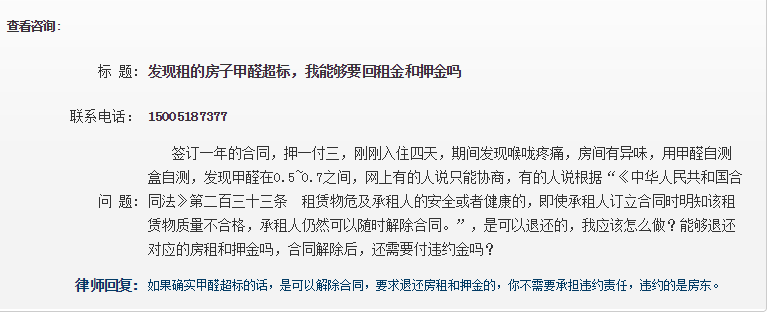 查看咨询:
标 题: 发现租的房子甲醛超标，我能够要回租金和押金吗
联系电话: 15005187377
签订一年的合同，押一付三，刚刚入住四天，期间发现喉咙疼痛，房间有异味，用甲醛自测
盒自测，发现甲醛在0.5~0.7之间，网上有的人说只能协商，有的人说根据“《中华人民共和国合
问 题: 同法》第二百三十三条 租赁物危及承租人的安全或者健康的，即使承租人订立合同时明知该租
赁物质量不合格，承租人仍然可以随时解除合同。”，是可以退还的，我应该怎么做？能够退还
对应的房租和押金吗，合同解除后，还需要付违约金吗？
律师回复: 如果确实甲醛超标的话，是可以解除合同，要求退还房租和押金的，你不需要承担违约责任，违约的是房东。